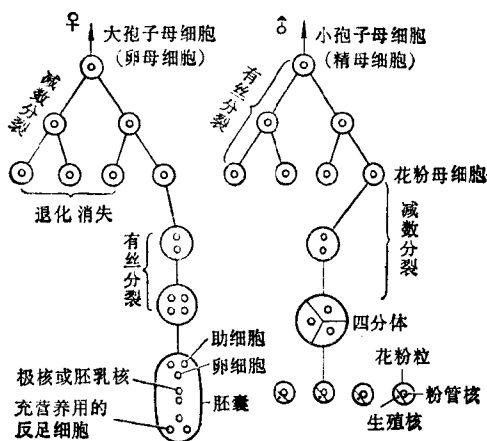 ♀
大孢子母细胞
(卵母细胞)
减数分裂
退化消失
有丝分裂
助细胞
卵细胞
极核或胚乳核
胚囊
充营养用的
反足细胞
♂
小孢子母细胞
(精母细胞)
有丝分裂
花粉母细胞
减数分裂
四分体
花粉粒
粉管核
生殖核